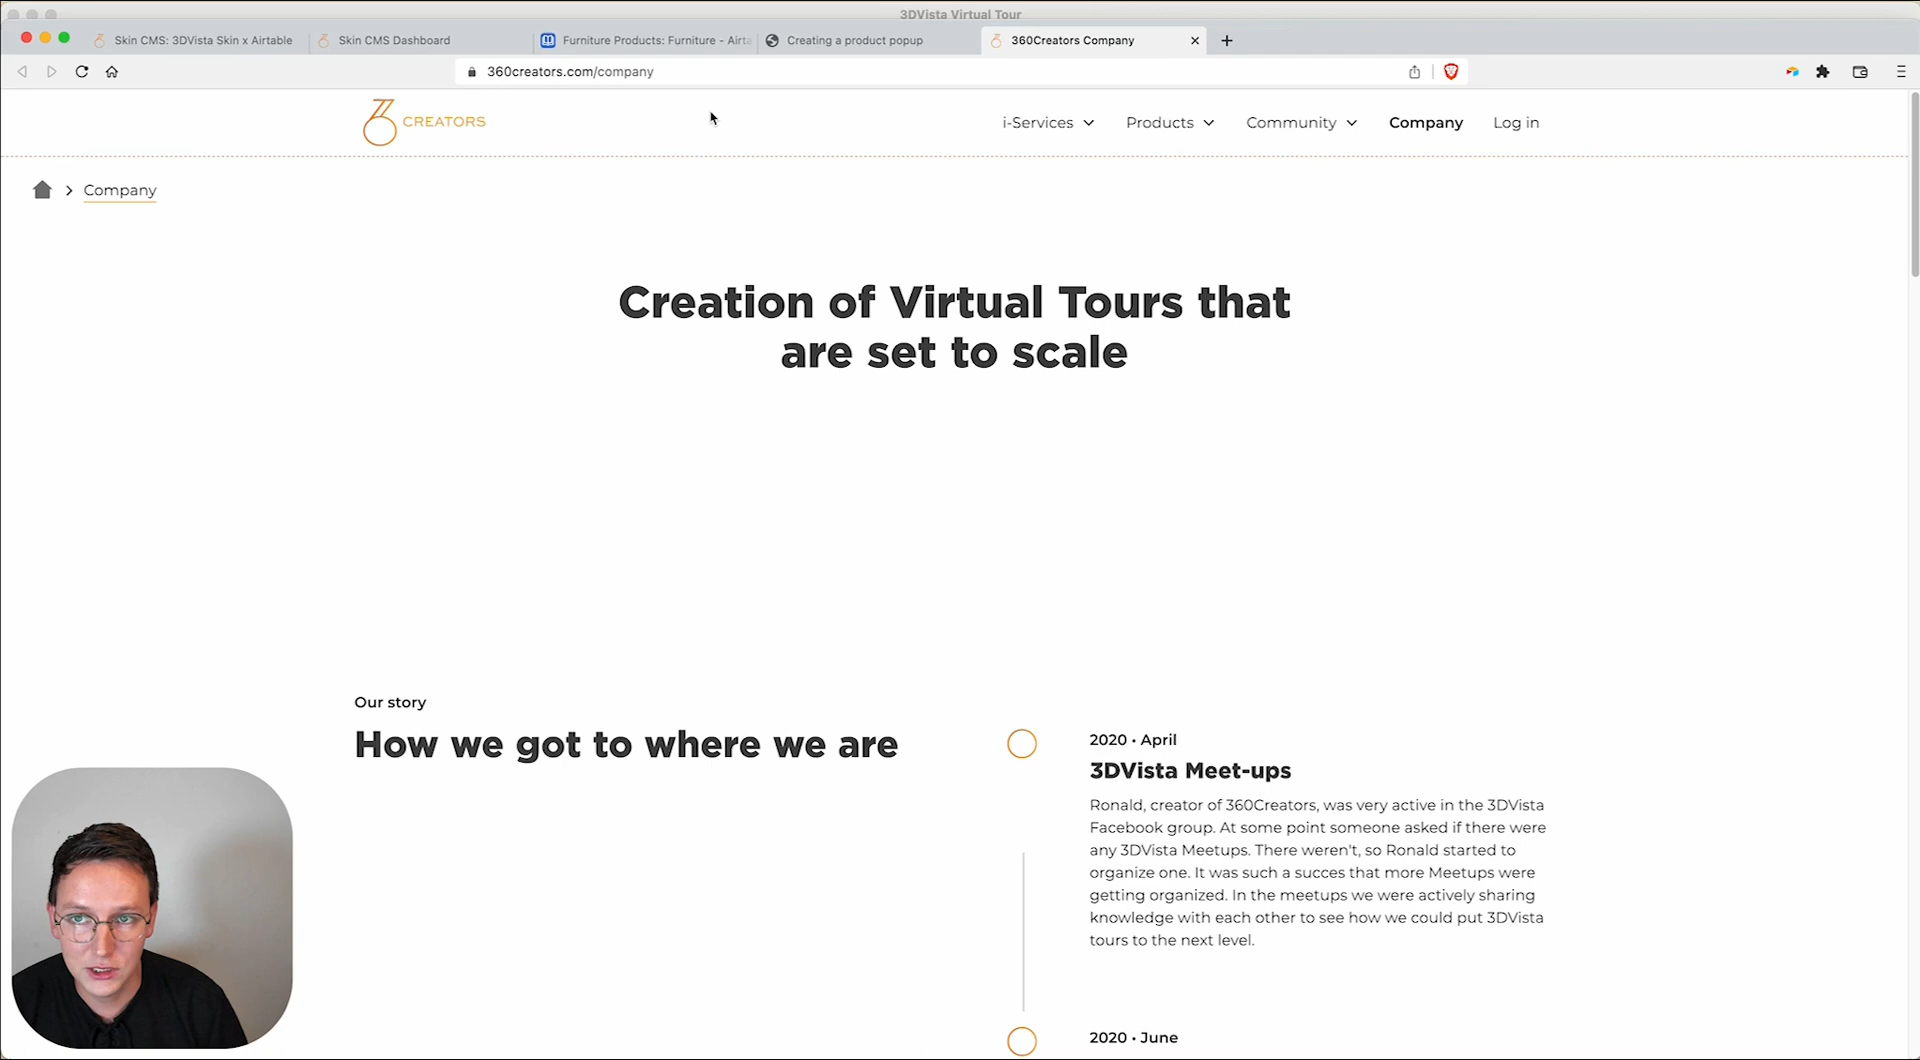 3DVista Virtual Tour
Skin CMS: 3DVista Skin x Airtable
Skin CMS Dashboard
Furniture Products: Furniture - Airta
Creating a product popup
360Creators Company
360creators.com/company
CREATORS
i-Services
Products
Community
Company
Log in
Company
Creation of Virtual Tours that
are set to scale
Our story
How we got to where we are
2020 • April
3DVista Meet-ups
Ronald, creator of 360Creators, was very active in the 3DVista
Facebook group. At some point someone asked if there were
any 3DVista Meetups. There weren't, so Ronald started to
organize one. It was such a succes that more Meetups were
getting organized. In the meetups we were actively sharing
knowledge with each other to see how we could put 3DVista
tours to the next level.
2020 • June